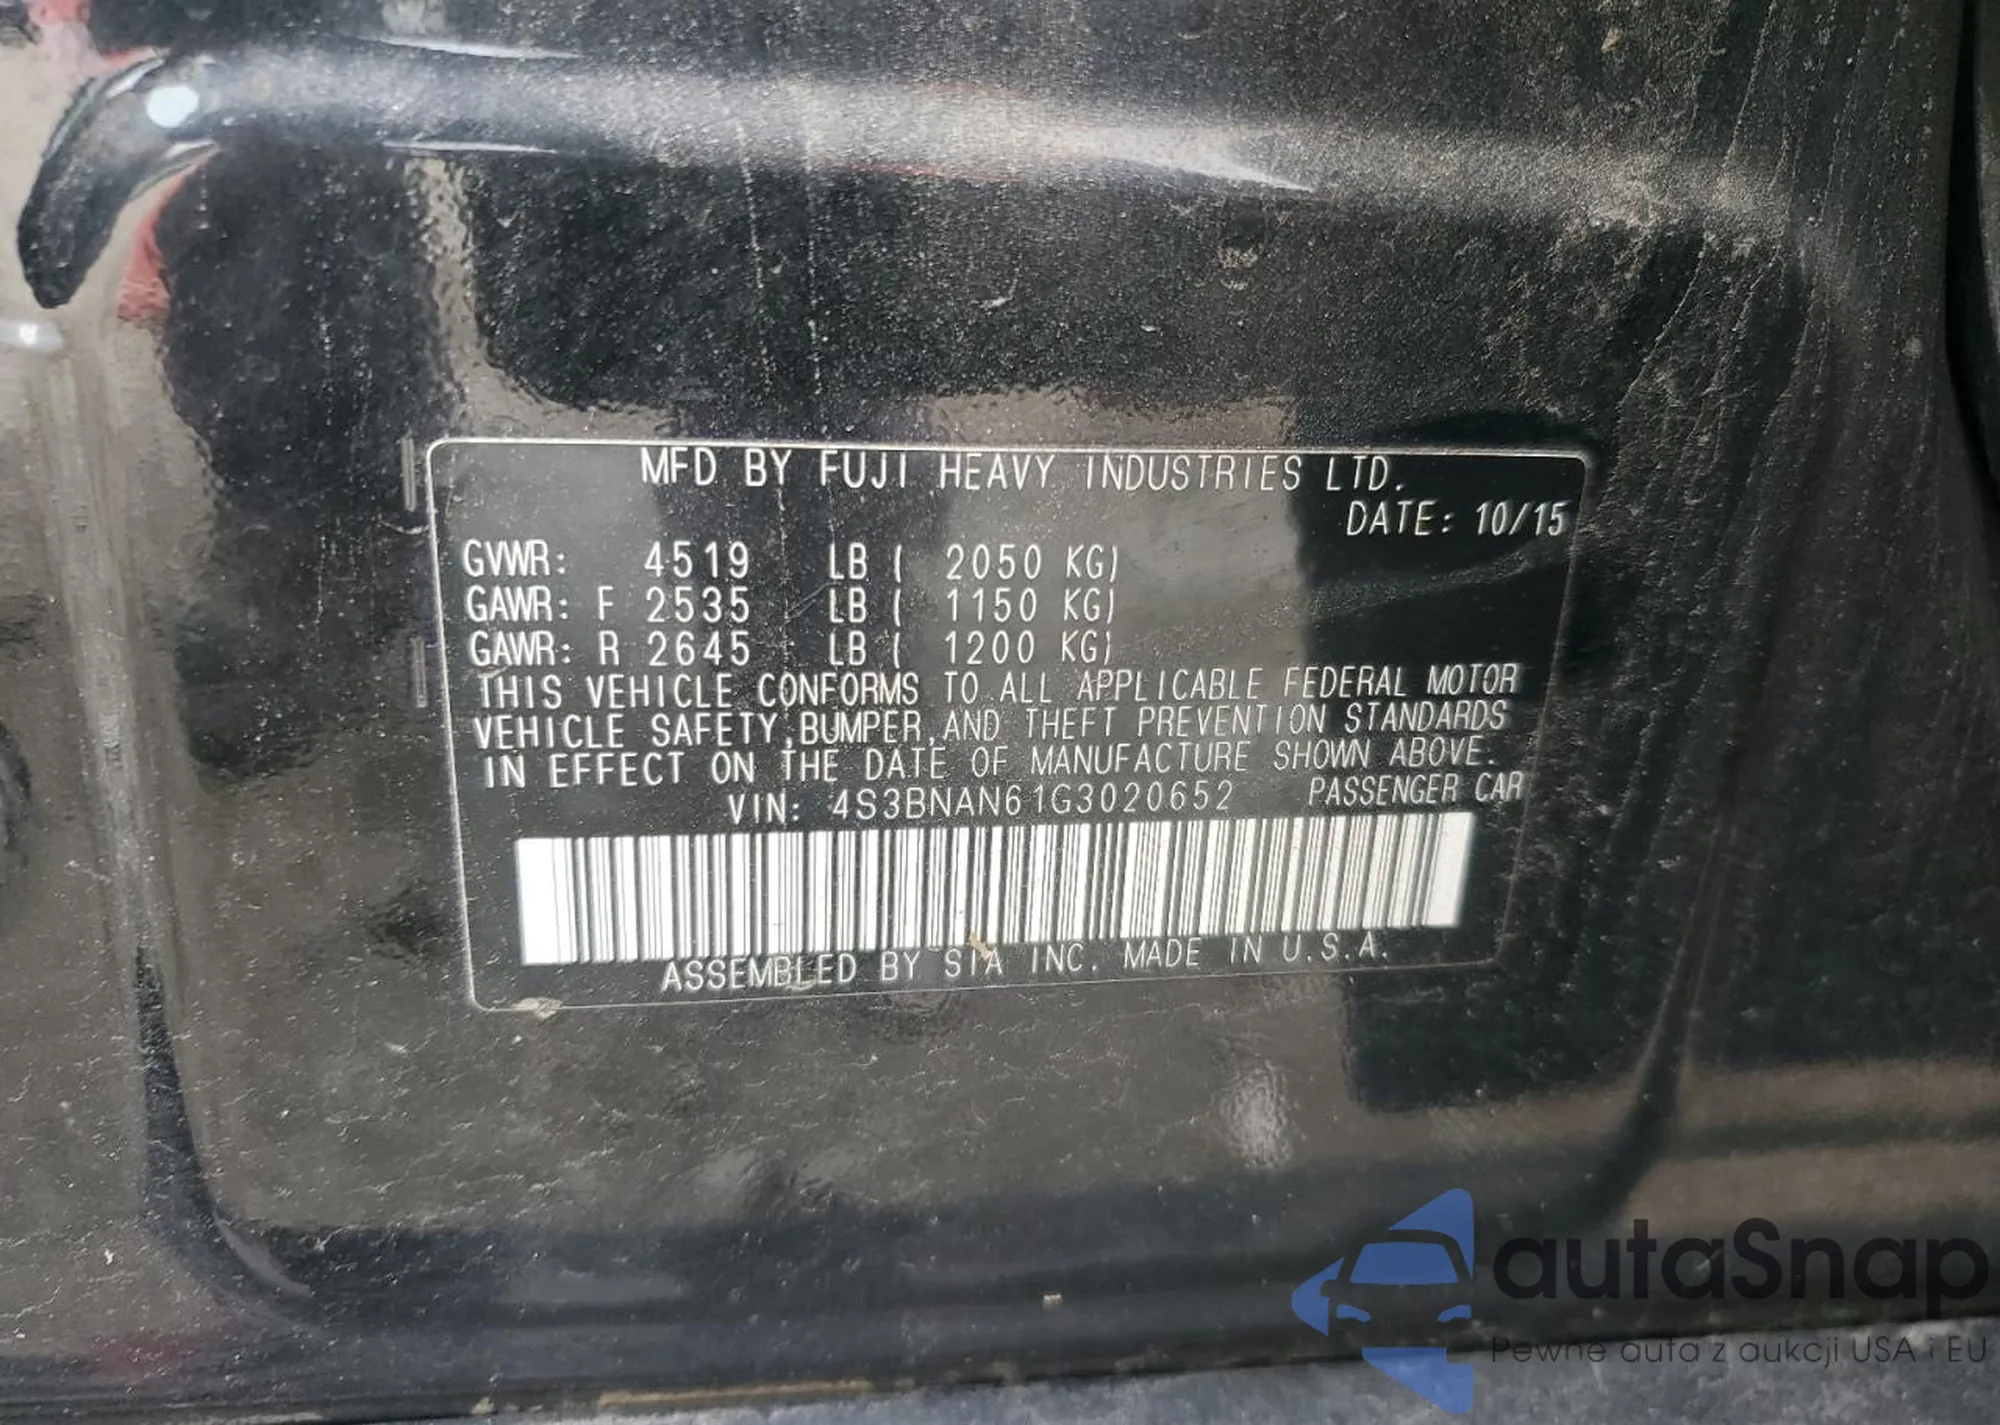 MFD BY FUJI HEAVY INDUSTRIES LTD.
DATE: 10/15
GVWR: 4519 LB ( 2050 KG)
GAWR: F 2535 LB ( 1150 KG)
GAWR: R 2645 LB ( 1200 KG)
THIS VEHICLE CONFORMS TO ALL APPLICABLE FEDERAL MOTOR
VEHICLE SAFETY,BUMPER,AND THEFT PREVENTION STANDARDS
IN EFFECT ON THE DATE OF MANUFACTURE SHOWN ABOVE.
VIN: 4S3BNAN61G3020652 PASSENGER CAR
ASSEMBLED BY SIA INC. MADE IN U.S.A.
autaSnap
Pewne auta z aukcji USA i EU